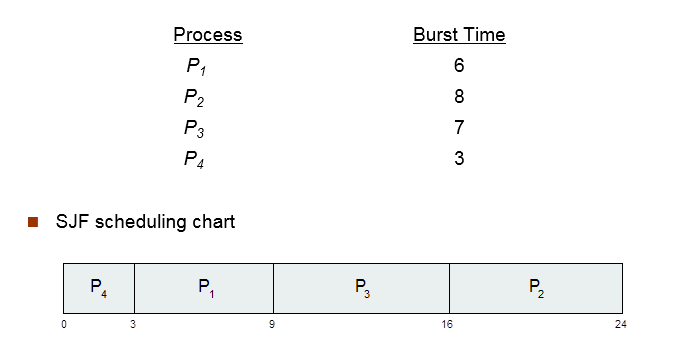 Process Burst Time
P1 6
P2 8
P3 7
P4 3
SJF scheduling chart
P4 P1 P3 P2
0 3 9 16 24